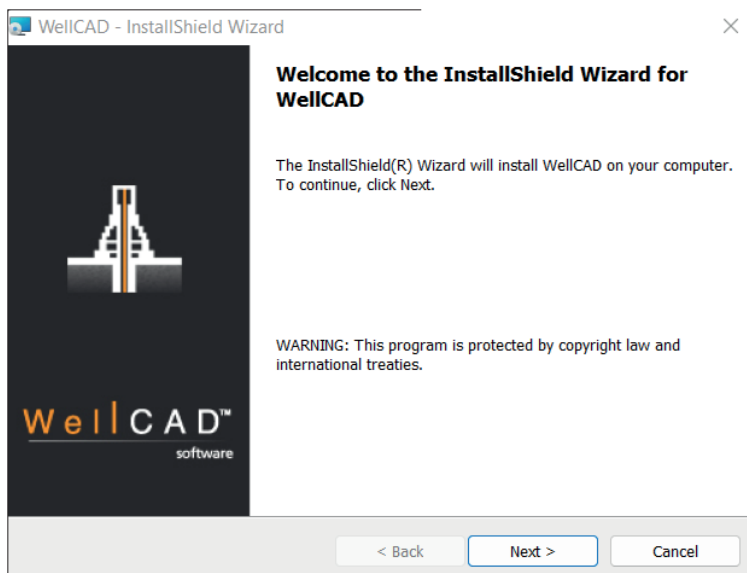 WellCAD - InstallShield Wizard
Welcome to the InstallShield Wizard for
WellCAD
The InstallShield(R) Wizard will install WellCAD on your computer.
To continue, click Next.
WARNING: This program is protected by copyright law and
international treaties.
WellCAD™
software
< Back
Next >
Cancel